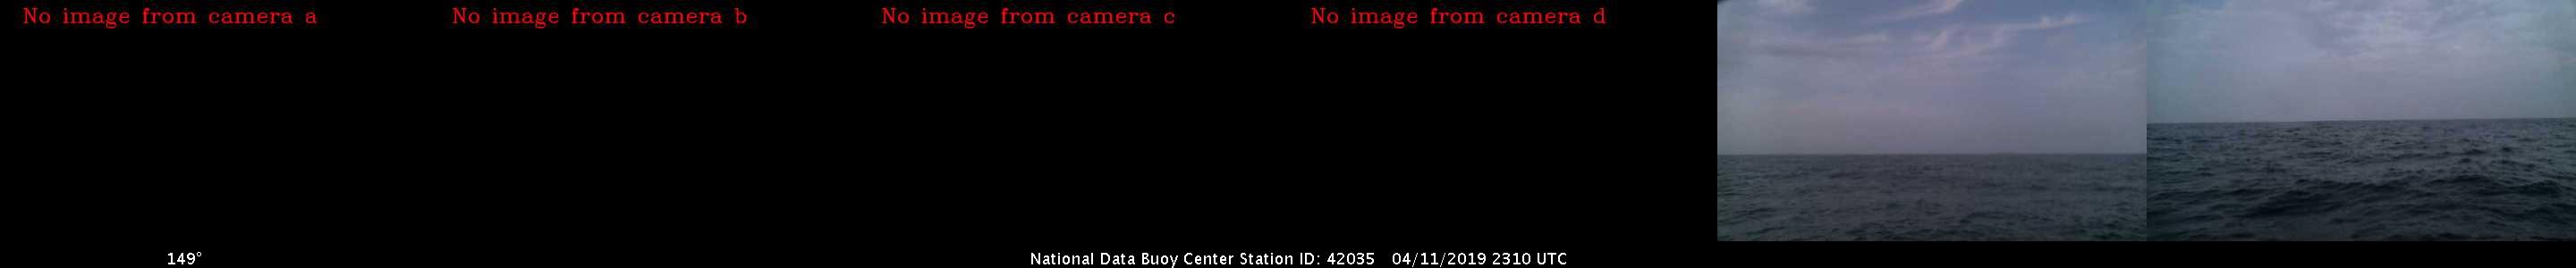 No image from camera a
No image from camera b
No image from camera c
No image from camera d
149°
National Data Buoy Center Station ID: 42035 04/11/2019 2310 UTC